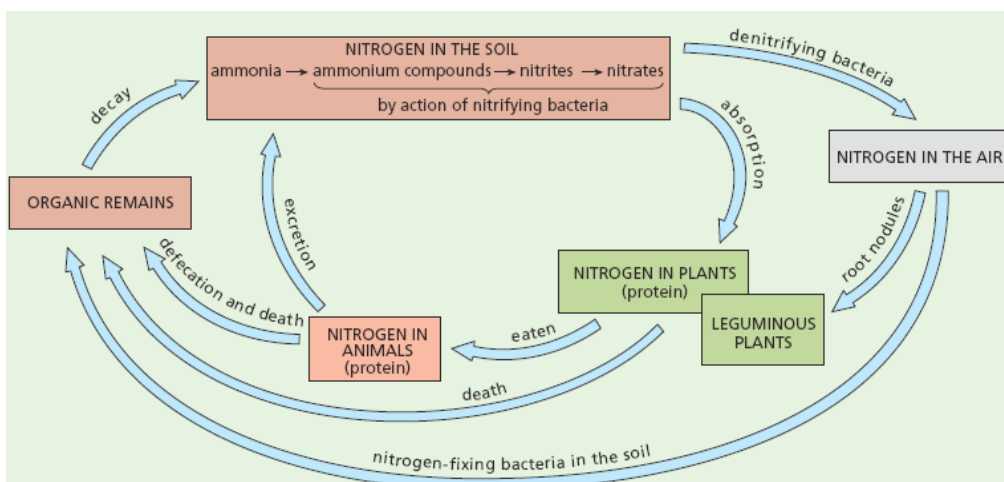 NITROGEN IN THE SOIL
ammonia → ammonium compounds → nitrites → nitrates
by action of nitrifying bacteria
denitrifying bacteria
decay
absorption
NITROGEN IN THE AIR
ORGANIC REMAINS
excretion
root nodules
defecation and death
NITROGEN IN PLANTS
(protein)
LEGUMINOUS
PLANTS
NITROGEN IN
ANIMALS
(protein)
eaten
death
nitrogen-fixing bacteria in the soil